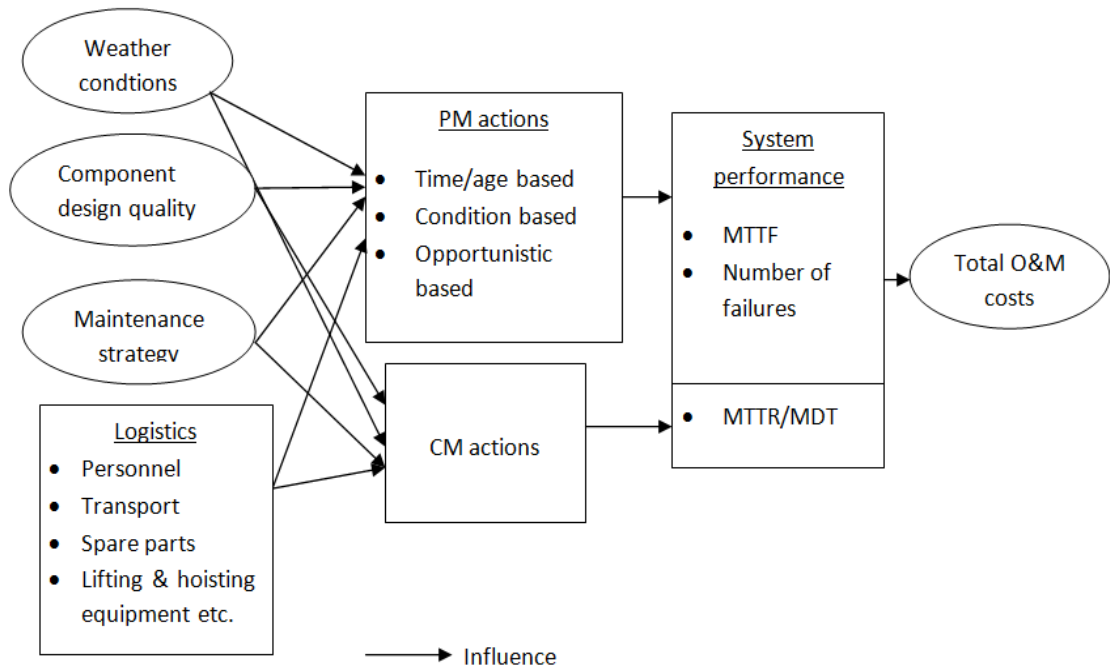 Weather
condtions
Component
design quality
Maintenance
strategy
Logistics
• Personnel
• Transport
• Spare parts
• Lifting & hoisting
equipment etc.
PM actions
• Time/age based
• Condition based
• Opportunistic
based
CM actions
System
performance
• MTTF
• Number of
failures
• MTTR/MDT
Total O&M
costs
Influence